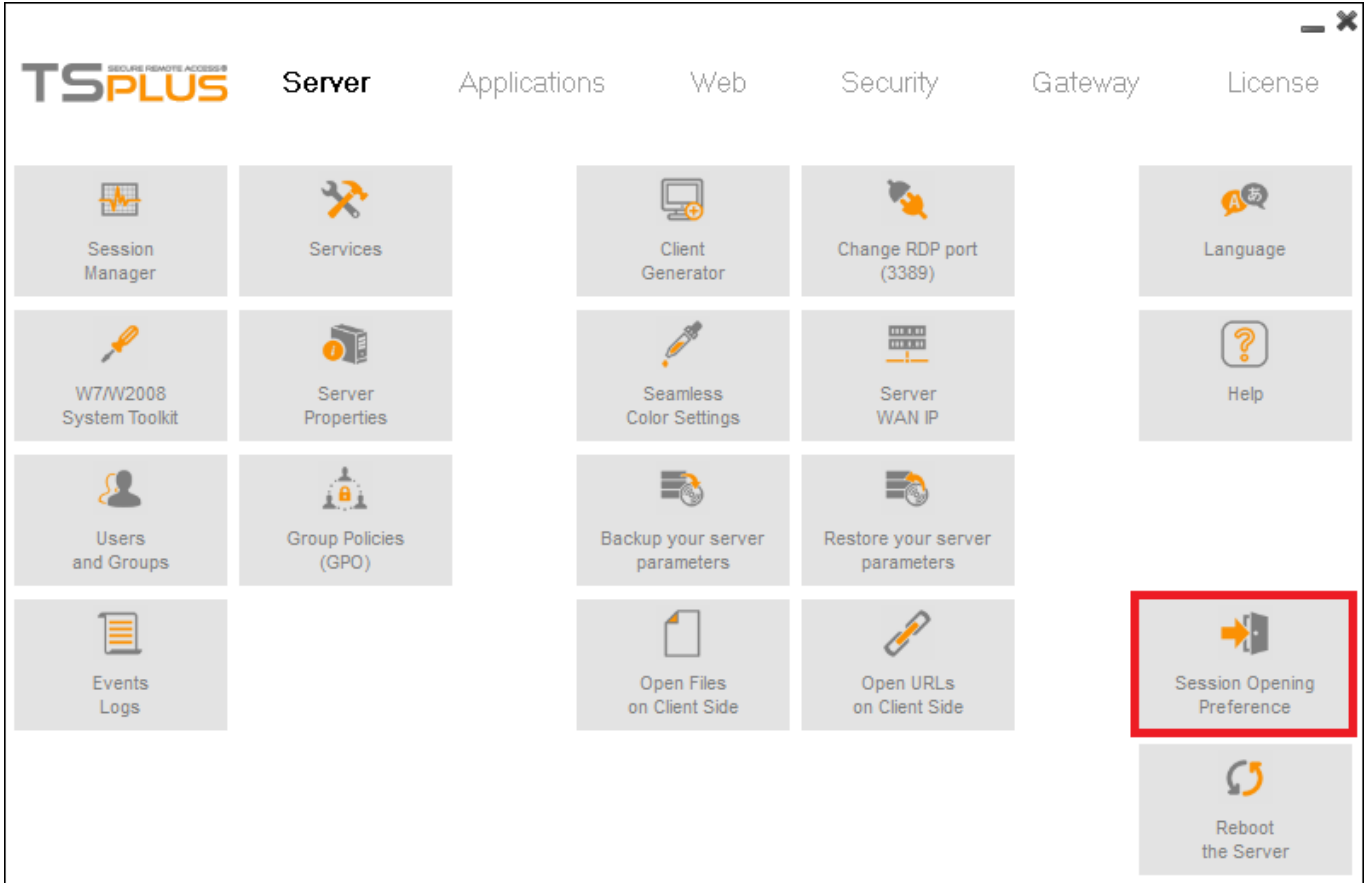 SECURE REMOTE ACCESS®
TSPLUS
Server Applications Web Security Gateway License
Session
Manager
Services
Client
Generator
Change RDP port
(3389)
A あ
Language
W7/W2008
System Toolkit
i
Server
Properties
Seamless
Color Settings
Server
WAN IP
?
Help
Users
and Groups
Group Policies
(GPO)
Backup your server
parameters
Restore your server
parameters
Events
Logs
Open Files
on Client Side
Open URLs
on Client Side
Session Opening
Preference
Reboot
the Server